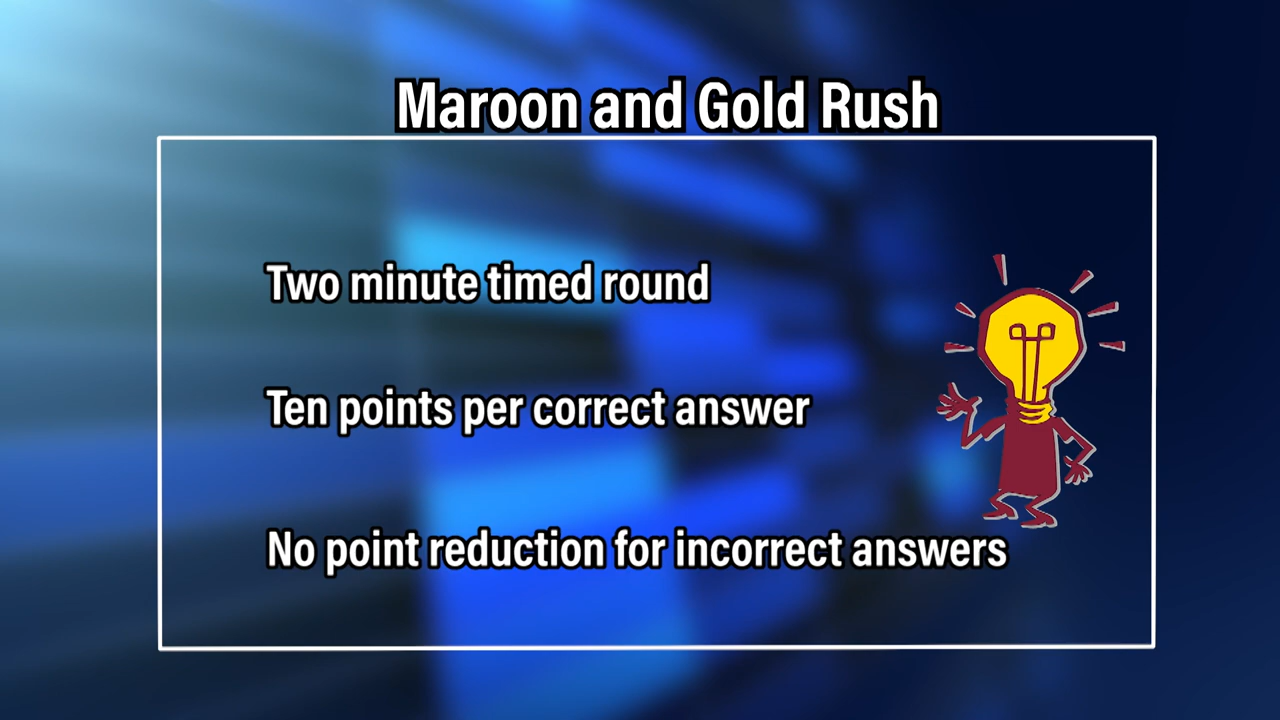 Maroon and Gold Rush
Two minute timed round
Ten points per correct answer
No point reduction for incorrect answers